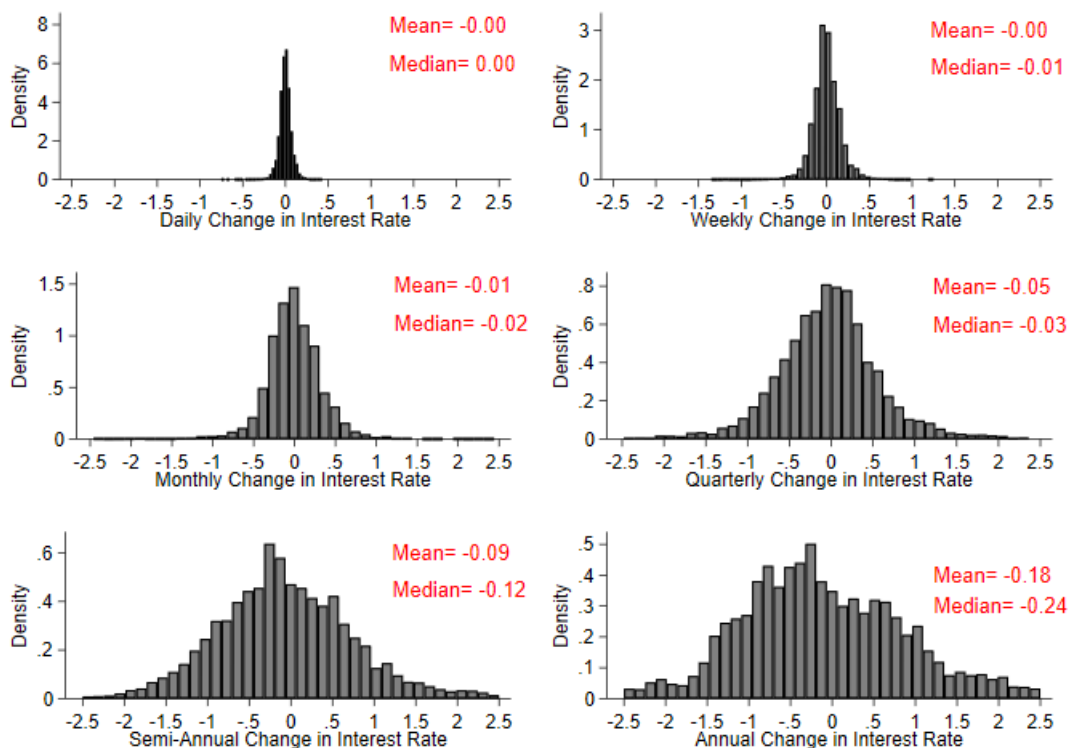 Mean= -0.00
Median= 0.00
Density
8
6
4
2
0
-2.5 -2 -1.5 -1 -.5 0 .5 1 1.5 2 2.5
Daily Change in Interest Rate
Mean= -0.00
Median= -0.01
Density
3
2
1
0
-2.5 -2 -1.5 -1 -.5 0 .5 1 1.5 2 2.5
Weekly Change in Interest Rate
Mean= -0.01
Median= -0.02
Density
1.5
1
.5
0
-2.5 -2 -1.5 -1 -.5 0 .5 1 1.5 2 2.5
Monthly Change in Interest Rate
Mean= -0.05
Median= -0.03
Density
.8
.6
.4
.2
0
-2.5 -2 -1.5 -1 -.5 0 .5 1 1.5 2 2.5
Quarterly Change in Interest Rate
Mean= -0.09
Median= -0.12
Density
.6
.4
.2
0
-2.5 -2 -1.5 -1 -.5 0 .5 1 1.5 2 2.5
Semi-Annual Change in Interest Rate
Mean= -0.18
Median= -0.24
Density
.5
.4
.3
.2
.1
0
-2.5 -2 -1.5 -1 -.5 0 .5 1 1.5 2 2.5
Annual Change in Interest Rate